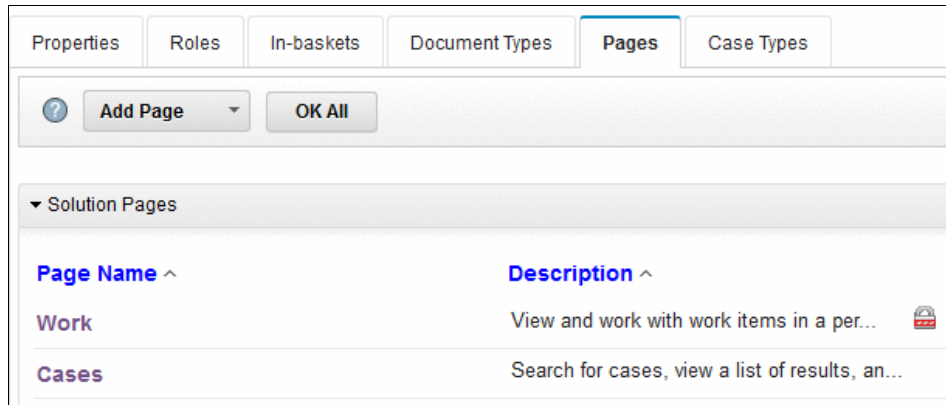 Properties Roles In-baskets Document Types Pages Case Types
? Add Page OK All
Solution Pages
Page Name Description
Work View and work with work items in a per...
Cases Search for cases, view a list of results, an...